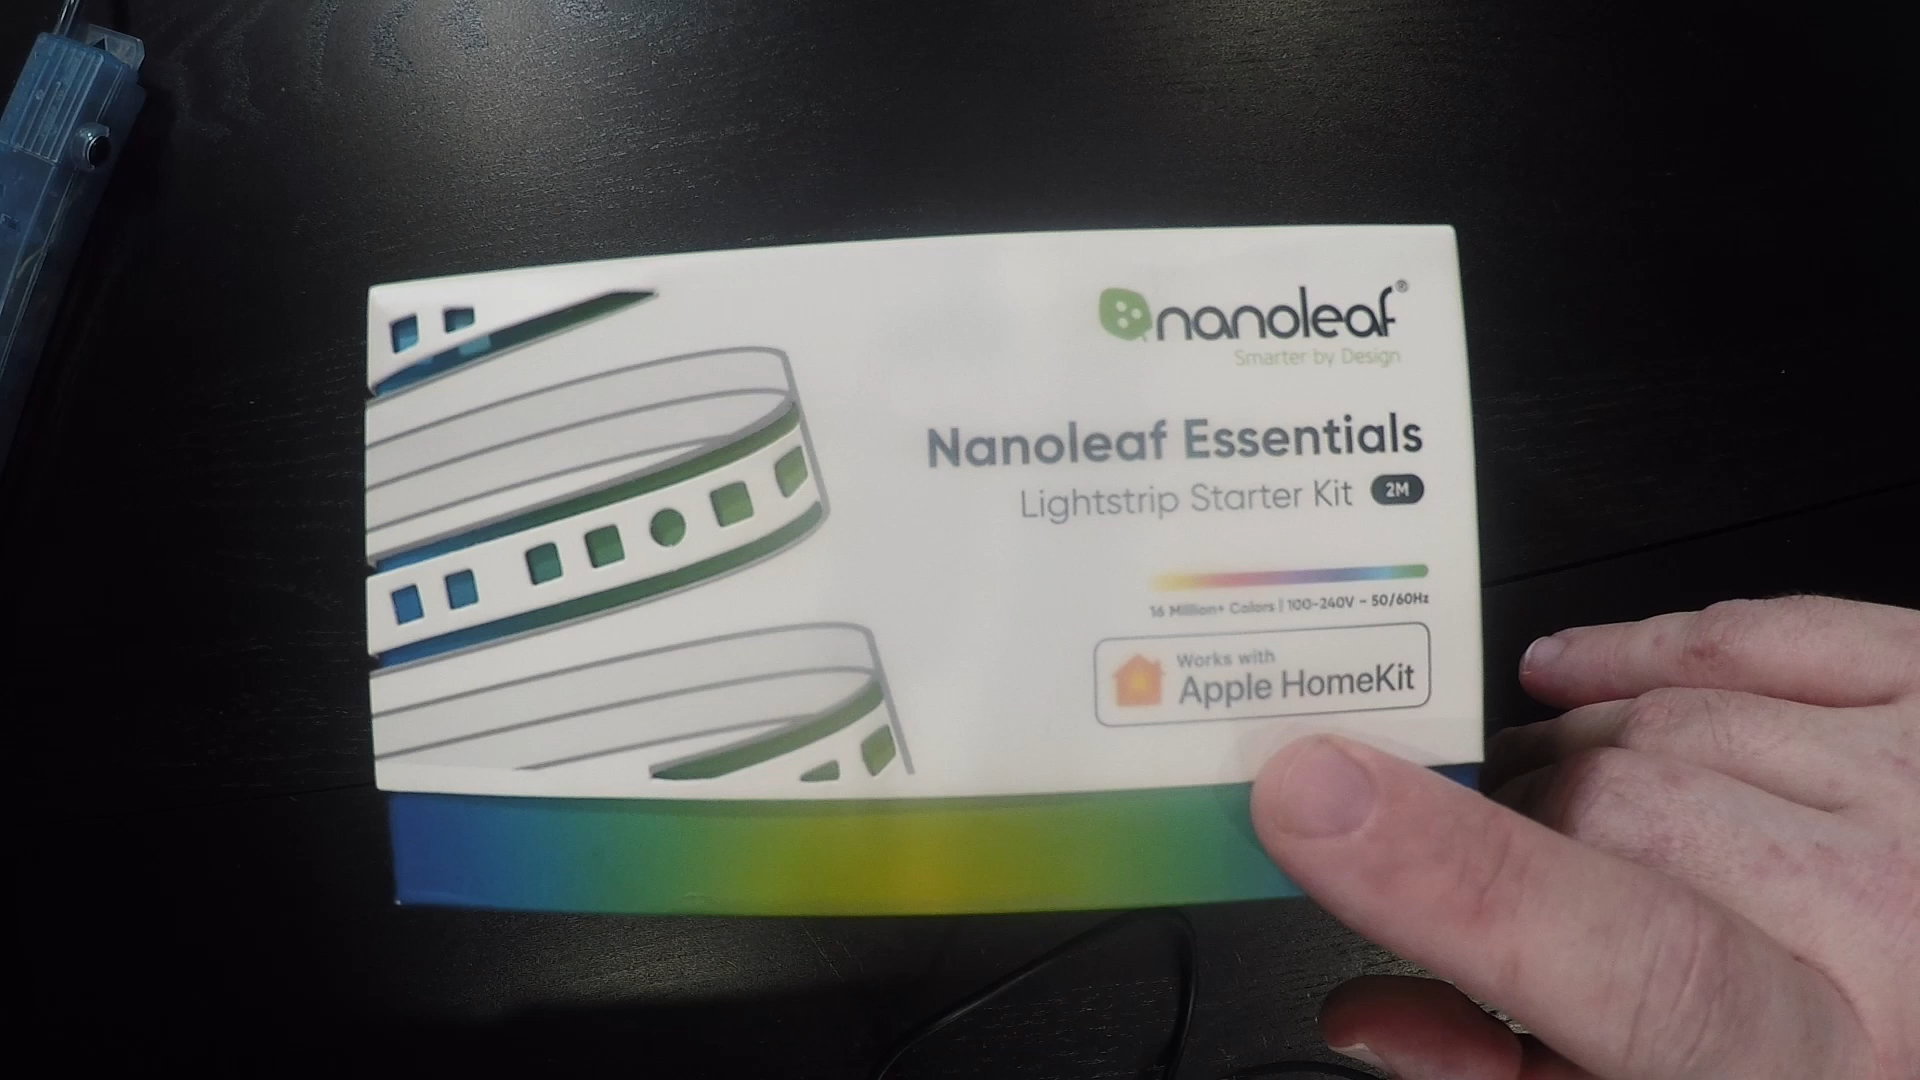 nanoleaf®
Smarter by Design
Nanoleaf Essentials
Lightstrip Starter Kit 2M
16 Million+ Colors | 100-240V ~ 50/60Hz
Works with
Apple HomeKit